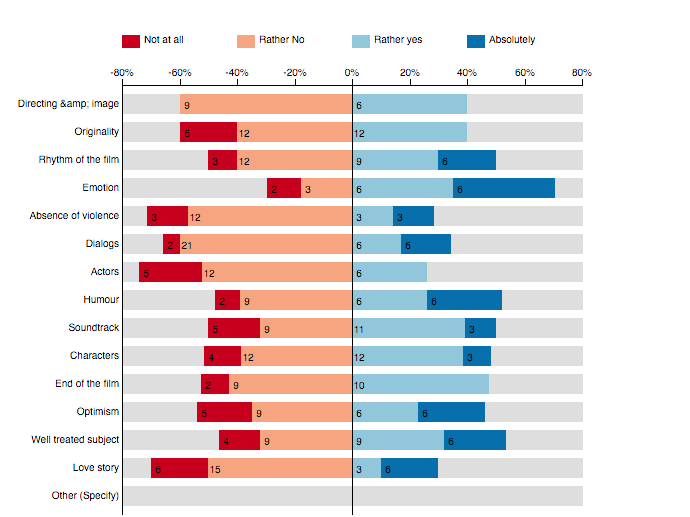 Not at all Rather No Rather yes Absolutely
-80% -60% -40% -20% 0% 20% 40% 60% 80%
Directing &amp; image 9 6
Originality 6 12 12
Rhythm of the film 3 12 9 6
Emotion 2 3 6 6
Absence of violence 3 12 3 3
Dialogs 2 21 6 6
Actors 5 12 6
Humour 2 9 6 6
Soundtrack 5 9 11 3
Characters 4 12 12 3
End of the film 2 9 10
Optimism 5 9 6 6
Well treated subject 4 9 9 6
Love story 6 15 3 6
Other (Specify)